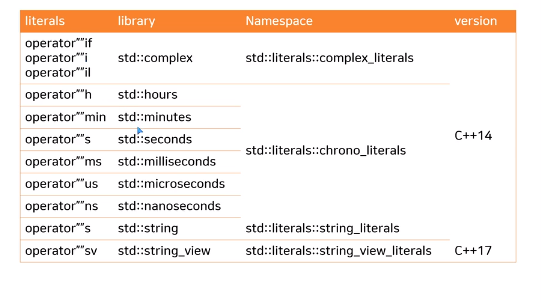 literals library Namespace version
operator""if
operator""i std::complex std::literals::complex_literals
operator""il
operator""h std::hours
operator""min std::minutes
C++14
operator""s std::seconds
std::literals::chrono_literals
operator""ms std::milliseconds
operator""us std::microseconds
operator""ns std::nanoseconds
operator""s std::string std::literals::string_literals
operator""sv std::string_view std::literals::string_view_literals C++17